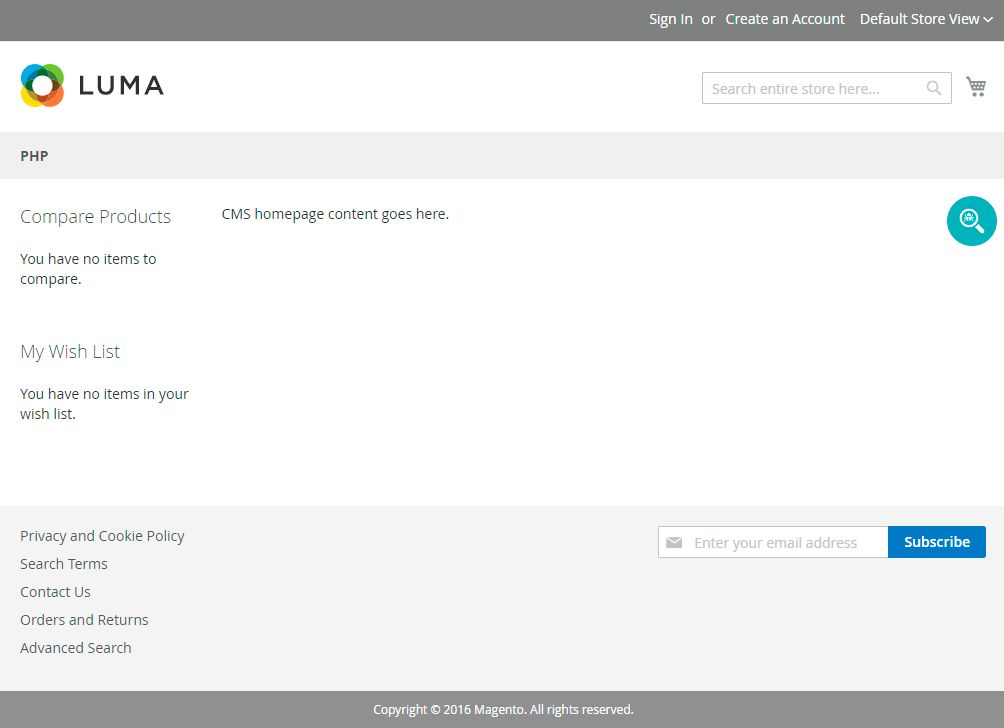 Sign In or Create an Account Default Store View
LUMA
Search entire store here...
PHP
Compare Products
CMS homepage content goes here.
You have no items to
compare.
My Wish List
You have no items in your
wish list.
Privacy and Cookie Policy
Enter your email address
Subscribe
Search Terms
Contact Us
Orders and Returns
Advanced Search
Copyright © 2016 Magento. All rights reserved.